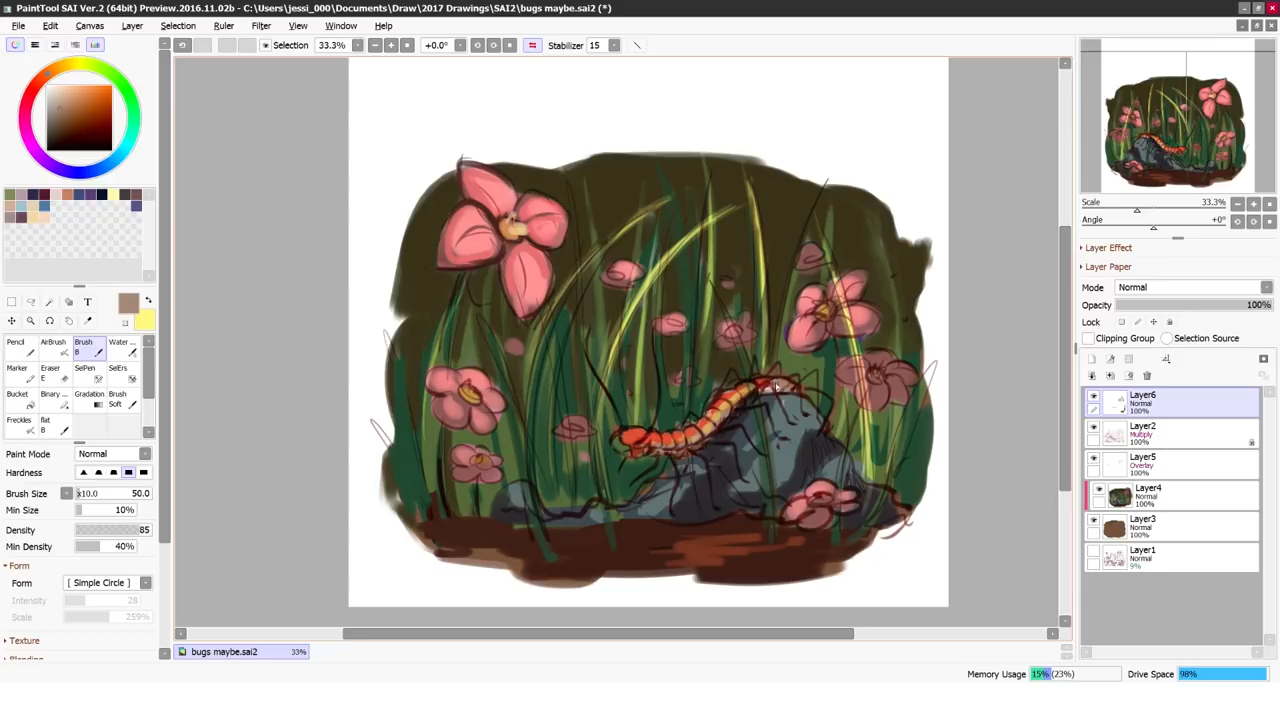 PaintTool SAI Ver.2 (64bit) Preview.2016.11.02b - C:\Users\jessi_000\Documents\Draw\2017 Drawings\SAI2\bugs maybe.sai2 (*)
File Edit Canvas Layer Selection Ruler Filter View Window Help
Selection 33.3% +0.0° Stabilizer 15
T
Pencil AirBrush Brush B Water ...
Marker Eraser SelPen SelErs
Bucket Binary ... Gradation Brush Soft
Freckles flat B
Paint Mode Normal
Hardness
Brush Size x10.0 50.0
Min Size 10%
Density 85
Min Density 40%
Form
Form [ Simple Circle ]
Intensity 28
Scale 259%
Texture
Blending
bugs maybe.sai2 33%
Scale 33.3%
Angle +0°
Layer Effect
Layer Paper
Mode Normal
Opacity 100%
Lock
Clipping Group Selection Source
Layer6
Normal
100%
Layer2
Multiply
100%
Layer5
Overlay
100%
Layer4
Normal
100%
Layer3
Normal
100%
Layer1
Normal
9%
Memory Usage 15% (23%) Drive Space 98%